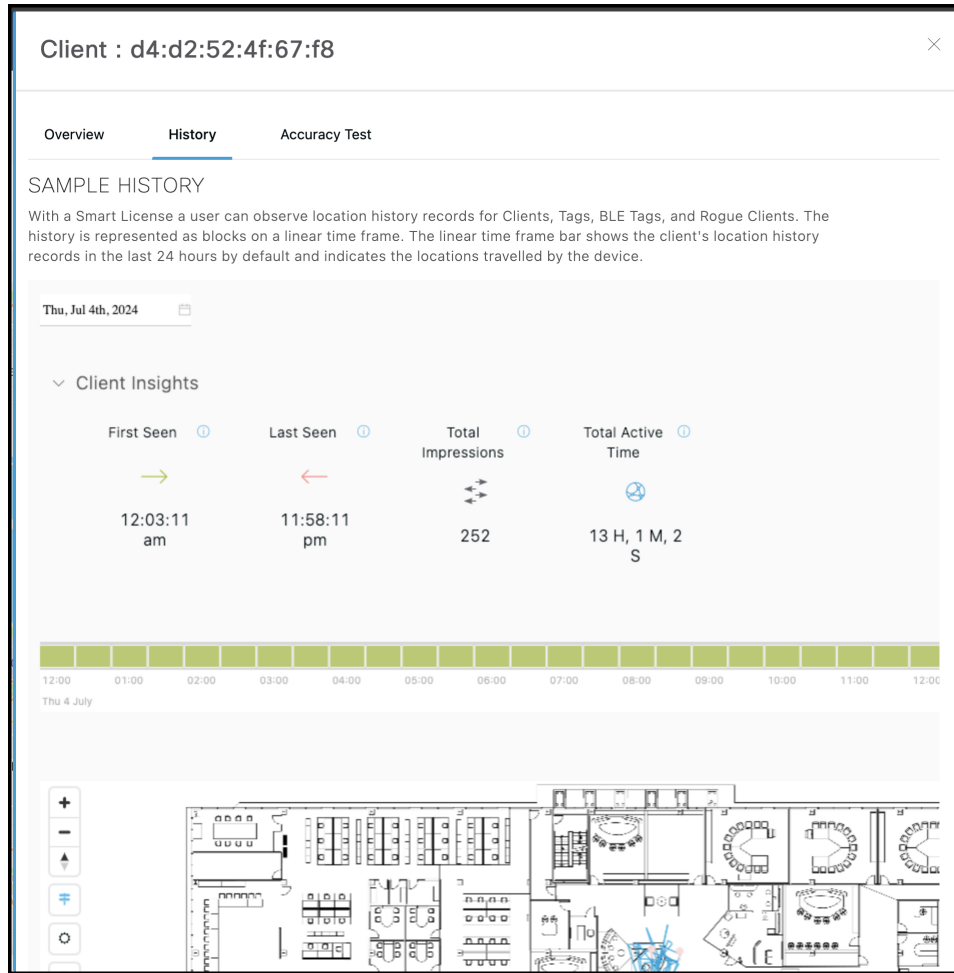 Client : d4:d2:52:4f:67:f8
Overview
History
Accuracy Test
SAMPLE HISTORY
With a Smart License a user can observe location history records for Clients, Tags, BLE Tags, and Rogue Clients. The
history is represented as blocks on a linear time frame. The linear time frame bar shows the client's location history
records in the last 24 hours by default and indicates the locations travelled by the device.
Thu, Jul 4th, 2024
Client Insights
First Seen
Last Seen
Total
Impressions
Total Active
Time
12:03:11
am
11:58:11
pm
252
13 H, 1 M, 2
S
12:00
01:00
02:00
03:00
04:00
05:00
06:00
07:00
08:00
09:00
10:00
11:00
12:00
Thu 4 July